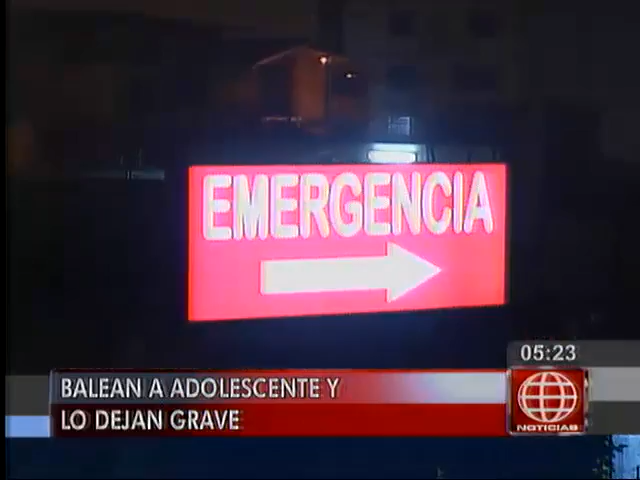 EMERGENCIA
05:23
BALEAN A ADOLESCENTE Y
LO DEJAN GRAVE
NOTICIAS